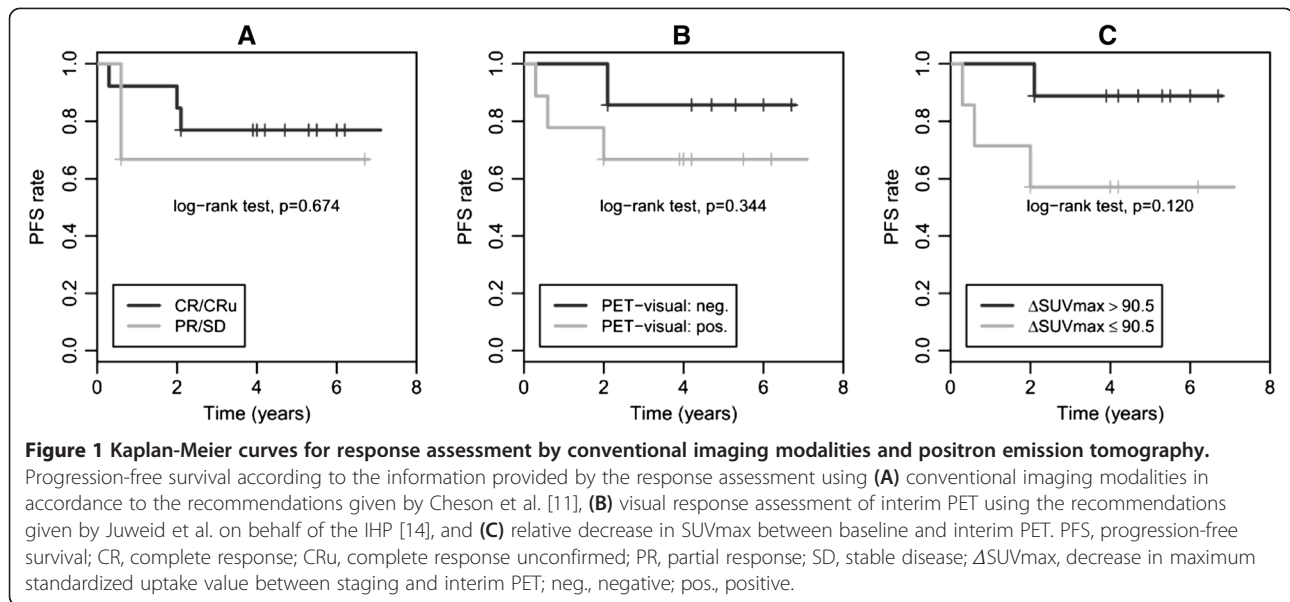 A
B
C
PFS rate
1.0
0.8
0.6
0.4
0.2
0.0
log-rank test, p=0.674
CR/CRu
PR/SD
0 2 4 6 8
Time (years)
PFS rate
1.0
0.8
0.6
0.4
0.2
0.0
log-rank test, p=0.344
PET-visual: neg.
PET-visual: pos.
0 2 4 6 8
Time (years)
PFS rate
1.0
0.8
0.6
0.4
0.2
0.0
log-rank test, p=0.120
ΔSUVmax > 90.5
ΔSUVmax ≤ 90.5
0 2 4 6 8
Time (years)
Figure 1 Kaplan-Meier curves for response assessment by conventional imaging modalities and positron emission tomography.
Progression-free survival according to the information provided by the response assessment using (A) conventional imaging modalities in
accordance to the recommendations given by Cheson et al. [11], (B) visual response assessment of interim PET using the recommendations
given by Juweid et al. on behalf of the IHP [14], and (C) relative decrease in SUVmax between baseline and interim PET. PFS, progression-free
survival; CR, complete response; CRu, complete response unconfirmed; PR, partial response; SD, stable disease; ΔSUVmax, decrease in maximum
standardized uptake value between staging and interim PET; neg., negative; pos., positive.